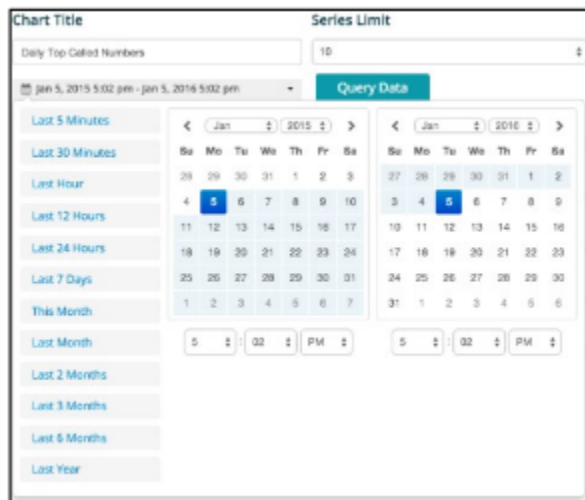 Chart Title
Series Limit
Daily Top Called Numbers
10
Jan 5, 2015 5:02 pm - Jan 5, 2016 5:02 pm
Query Data
Last 5 Minutes
Last 30 Minutes
Last Hour
Last 12 Hours
Last 24 Hours
Last 7 Days
This Month
Last Month
Last 2 Months
Last 3 Months
Last 6 Months
Last Year
< Jan 2015 >
Su Mo Tu We Th Fr Sa
28 29 30 31 1 2 3
4 5 6 7 8 9 10
11 12 13 14 15 16 17
18 19 20 21 22 23 24
25 26 27 28 29 30 31
1 2 3 4 5 6 7
5 : 02 PM
< Jan 2016 >
Su Mo Tu We Th Fr Sa
27 28 29 30 31 1 2
3 4 5 6 7 8 9
10 11 12 13 14 15 16
17 18 19 20 21 22 23
24 25 26 27 28 29 30
31 1 2 3 4 5 6
5 : 02 PM